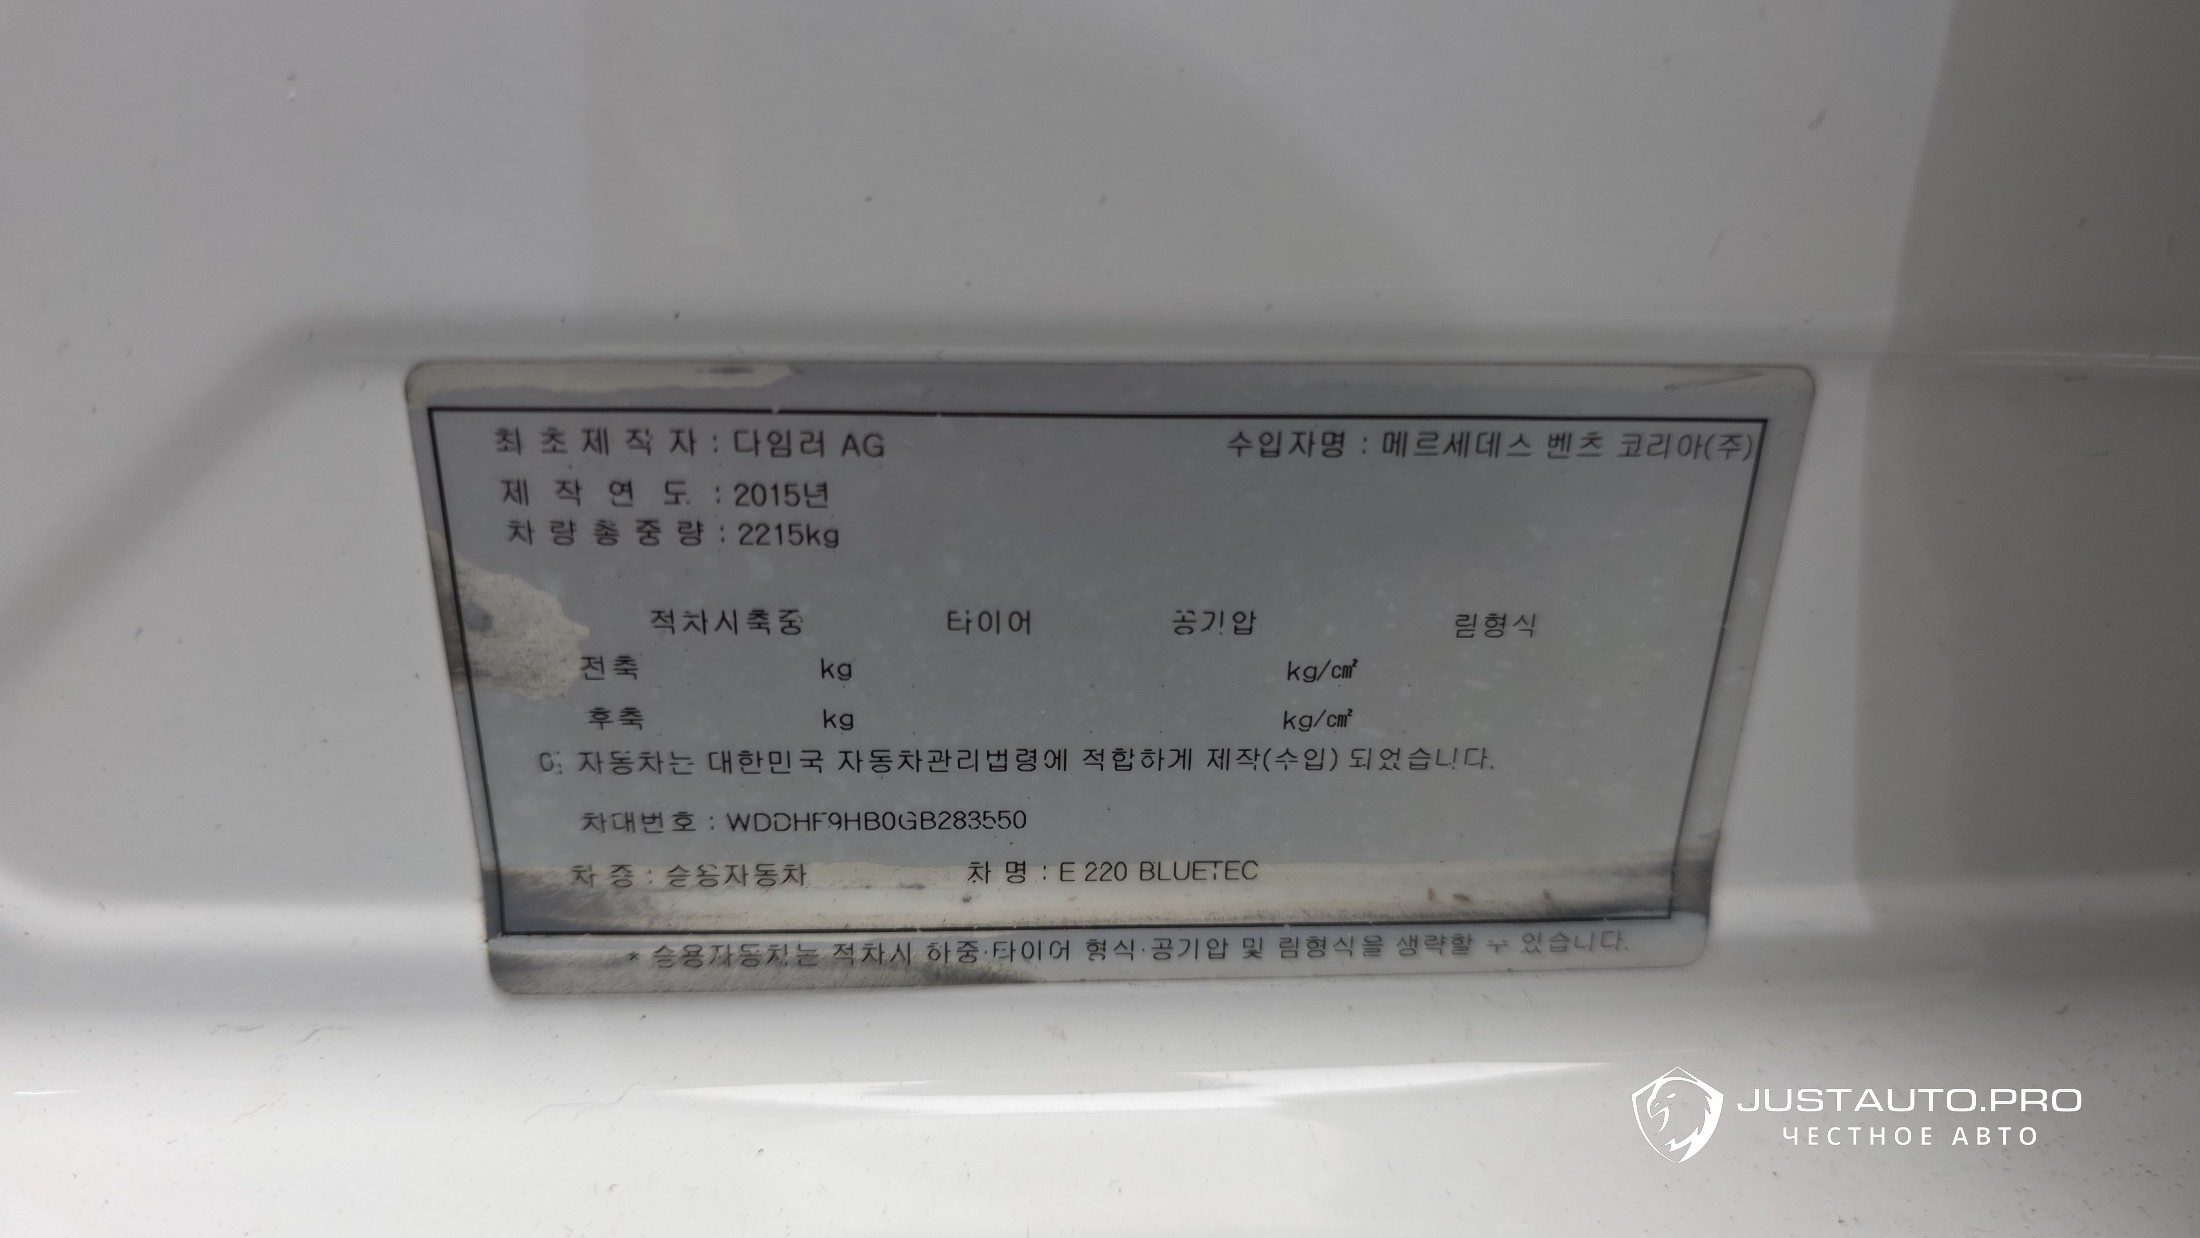 최초제작자 : 다임러 AG 수입자명 : 메르세데스 벤츠 코리아(주)
제작연도 : 2015년
차량총중량 : 2215kg
적차시축중 타이어 공기압 림형식
전축 kg kg/㎠
후축 kg kg/㎠
이 자동차는 대한민국 자동차관리법령에 적합하게 제작(수입) 되었습니다.
차대번호 : WDDHF9HB0GB283550
차종 : 승용자동차 차명 : E 220 BLUETEC
* 승용자동차는 적차시 하중·타이어 형식·공기압 및 림형식을 생략할 수 있습니다.
JUSTAUTO.PRO
ЧЕСТНОЕ АВТО